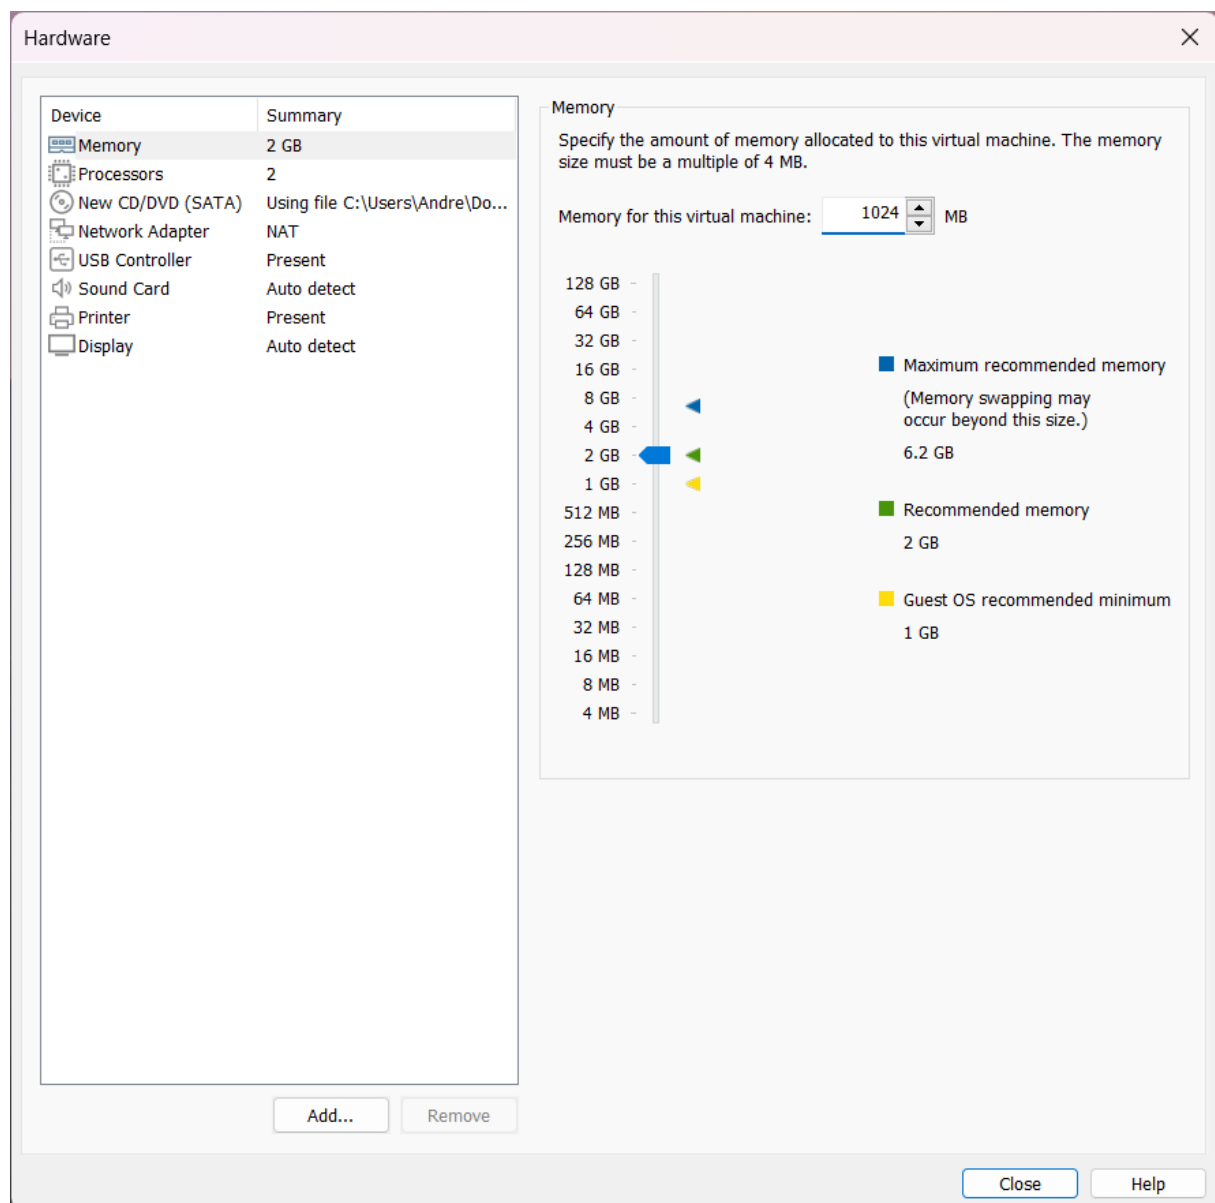 Hardware
Device Summary
Memory 2 GB
Processors 2
New CD/DVD (SATA) Using file C:\Users\Andre\Do...
Network Adapter NAT
USB Controller Present
Sound Card Auto detect
Printer Present
Display Auto detect
Add... Remove
Memory
Specify the amount of memory allocated to this virtual machine. The memory
size must be a multiple of 4 MB.
Memory for this virtual machine: 1024 MB
128 GB
64 GB
32 GB
16 GB
8 GB
4 GB
2 GB
1 GB
512 MB
256 MB
128 MB
64 MB
32 MB
16 MB
8 MB
4 MB
Maximum recommended memory
(Memory swapping may
occur beyond this size.)
6.2 GB
Recommended memory
2 GB
Guest OS recommended minimum
1 GB
Close Help